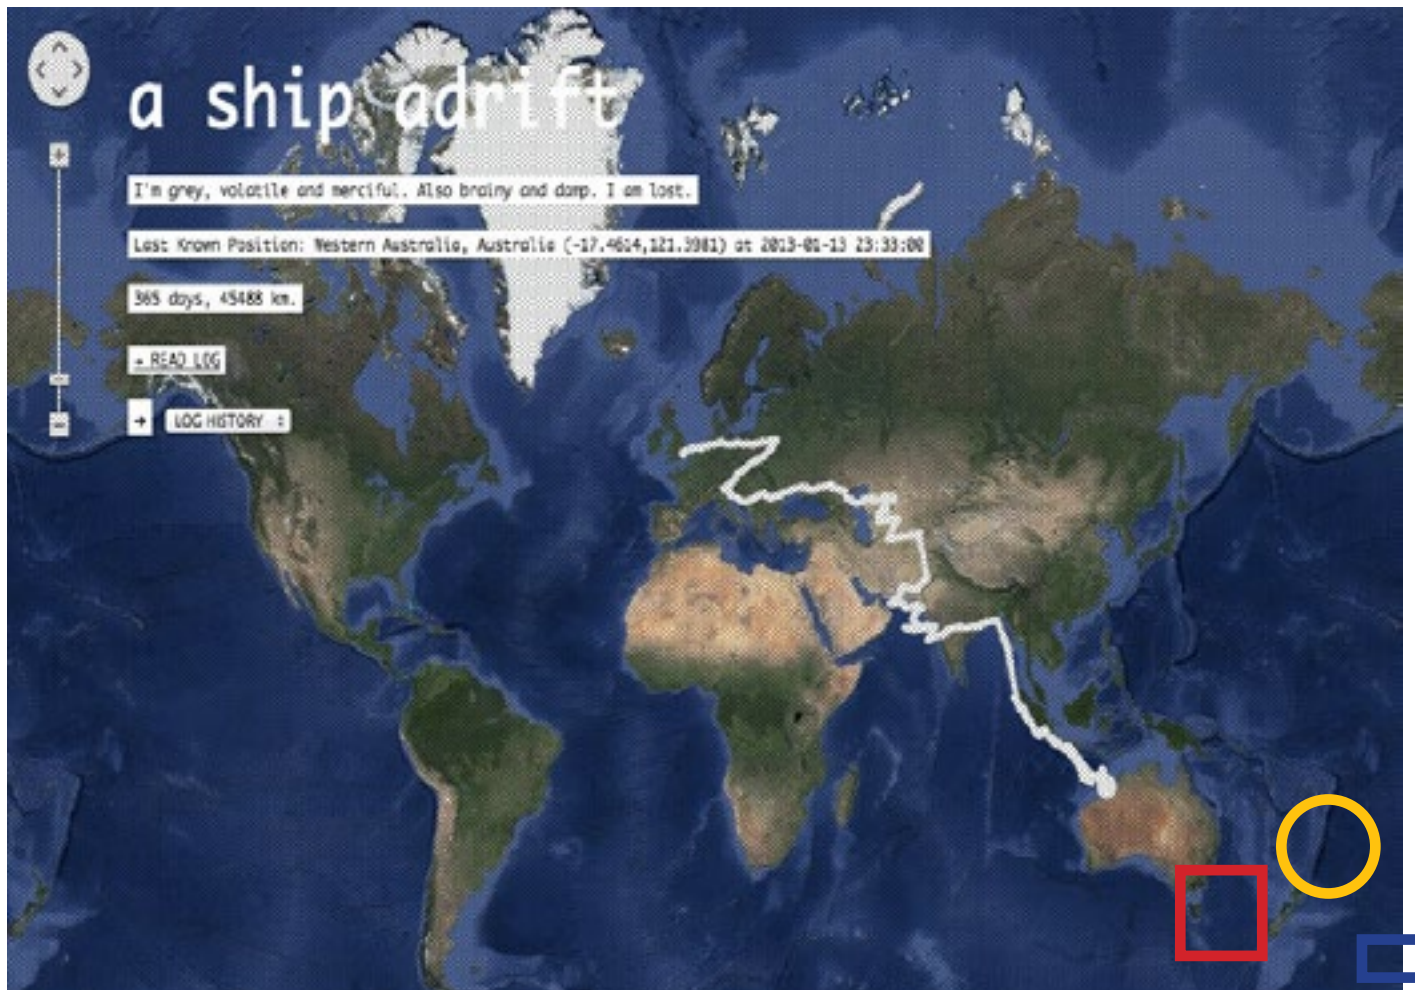 a ship adrift
I'm grey, volatile and merciful. Also brainy and damp. I am lost.
Last Known Position: Western Australia, Australia (-17.4614,121.3981) at 2013-01-13 23:33:00
365 days, 45488 km.
→ READ LOG
→ LOG HISTORY